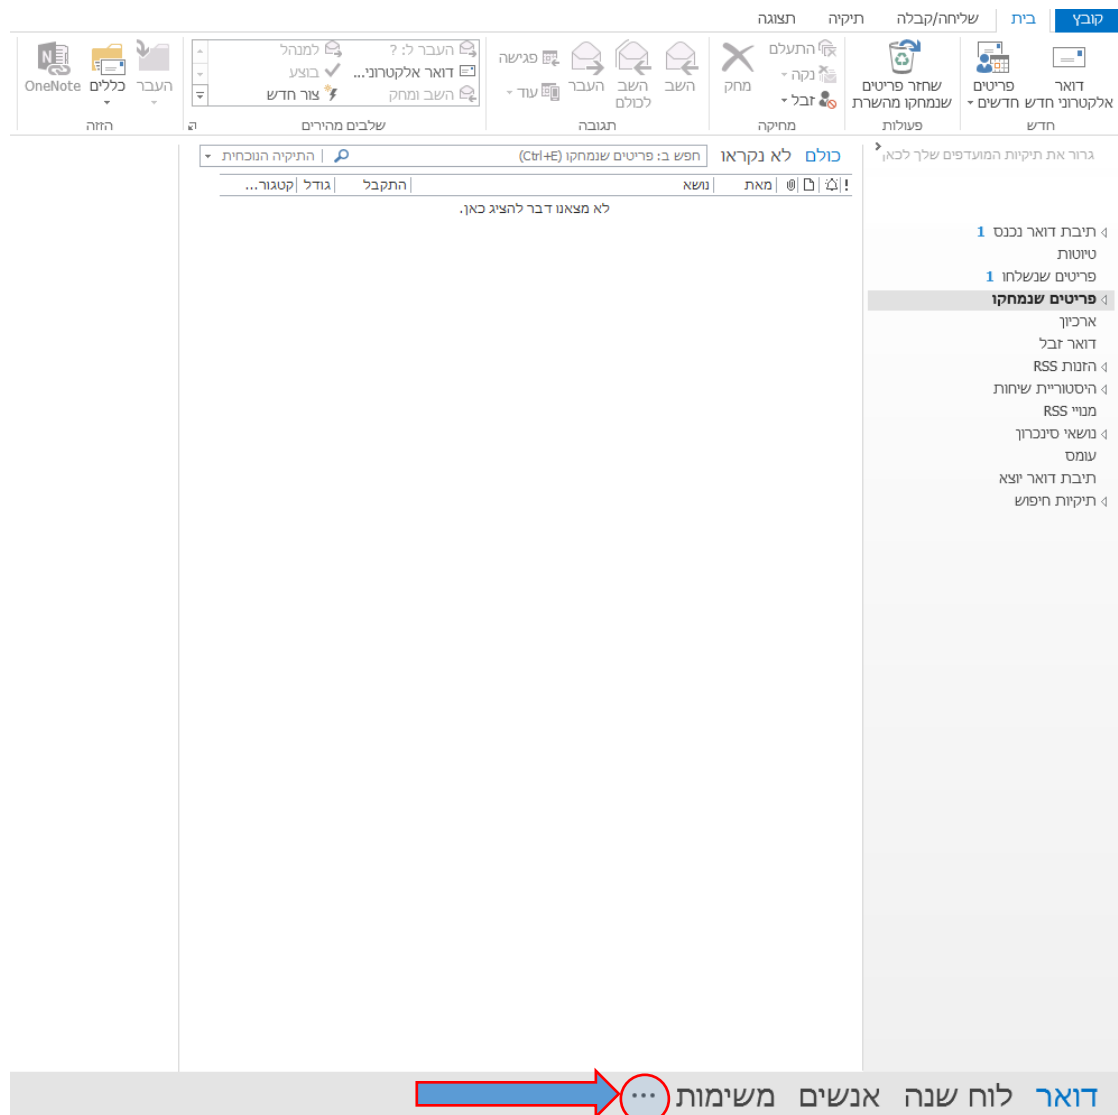 קובץ בית שליחה/קבלה תיקיה תצוגה
דואר אלקטרוני חדש
פריטים חדשים
חדש
שחזר פריטים שנמחקו מהשרת
פעולות
התעלם
נקה
זבל
מחק
מחיקה
השב
השב לכולם
העבר
פגישה
עוד
תגובה
העבר ל: ?
דואר אלקטרוני...
השב ומחק
למנהל
בוצע
צור חדש
שלבים מהירים
העבר
כללים
OneNote
הזזה
גרור את תיקיות המועדפים שלך לכאן
תיבת דואר נכנס 1
טיוטות
פריטים שנשלחו 1
פריטים שנמחקו
ארכיון
דואר זבל
הזנות RSS
היסטוריית שיחות
מנויי RSS
נושאי סינכרון
עומס
תיבת דואר יוצא
תיקיות חיפוש
כולם לא נקראו
חפש ב: פריטים שנמחקו (Ctrl+E) התיקיה הנוכחית
! מאת נושא התקבל גודל קטגור...
לא מצאנו דבר להציג כאן.
דואר לוח שנה אנשים משימות ...